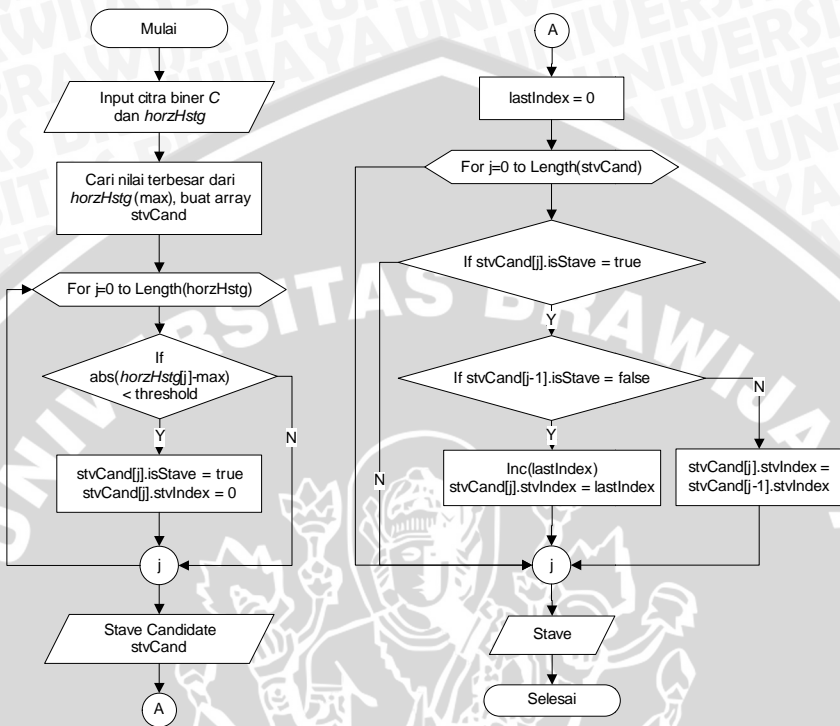 Mulai
Input citra biner C
dan horzHstg
Cari nilai terbesar dari
horzHstg (max), buat array
stvCand
For j=0 to Length(horzHstg)
If
abs(horzHstg[j]-max)
< threshold
Y
N
stvCand[j].isStave = true
stvCand[j].stvIndex = 0
j
Stave Candidate
stvCand
A
A
lastIndex = 0
For j=0 to Length(stvCand)
If stvCand[j].isStave = true
Y
If stvCand[j-1].isStave = false
N
Y
N
Inc(lastIndex)
stvCand[j].stvIndex = lastIndex
stvCand[j].stvIndex =
stvCand[j-1].stvIndex
j
Stave
Selesai
UNIVERSITAS BRAWIJA